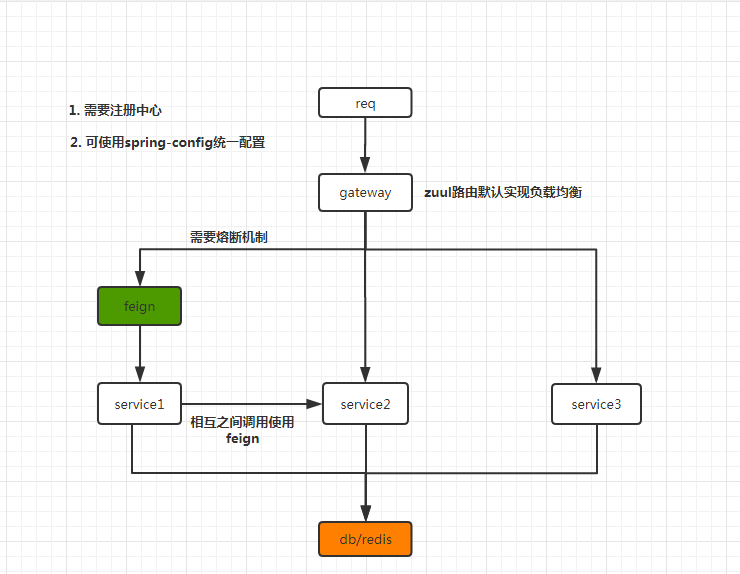 1. 需要注册中心
req
2. 可使用spring-config统一配置
gateway
zuul路由默认实现负载均衡
需要熔断机制
feign
service1
service2
service3
相互之间调用使用
feign
db/redis